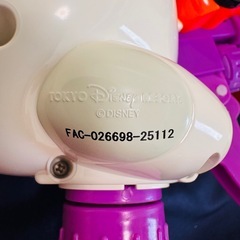 TOKYO Disney RESORT
© DISNEY
FAC-026698-25112